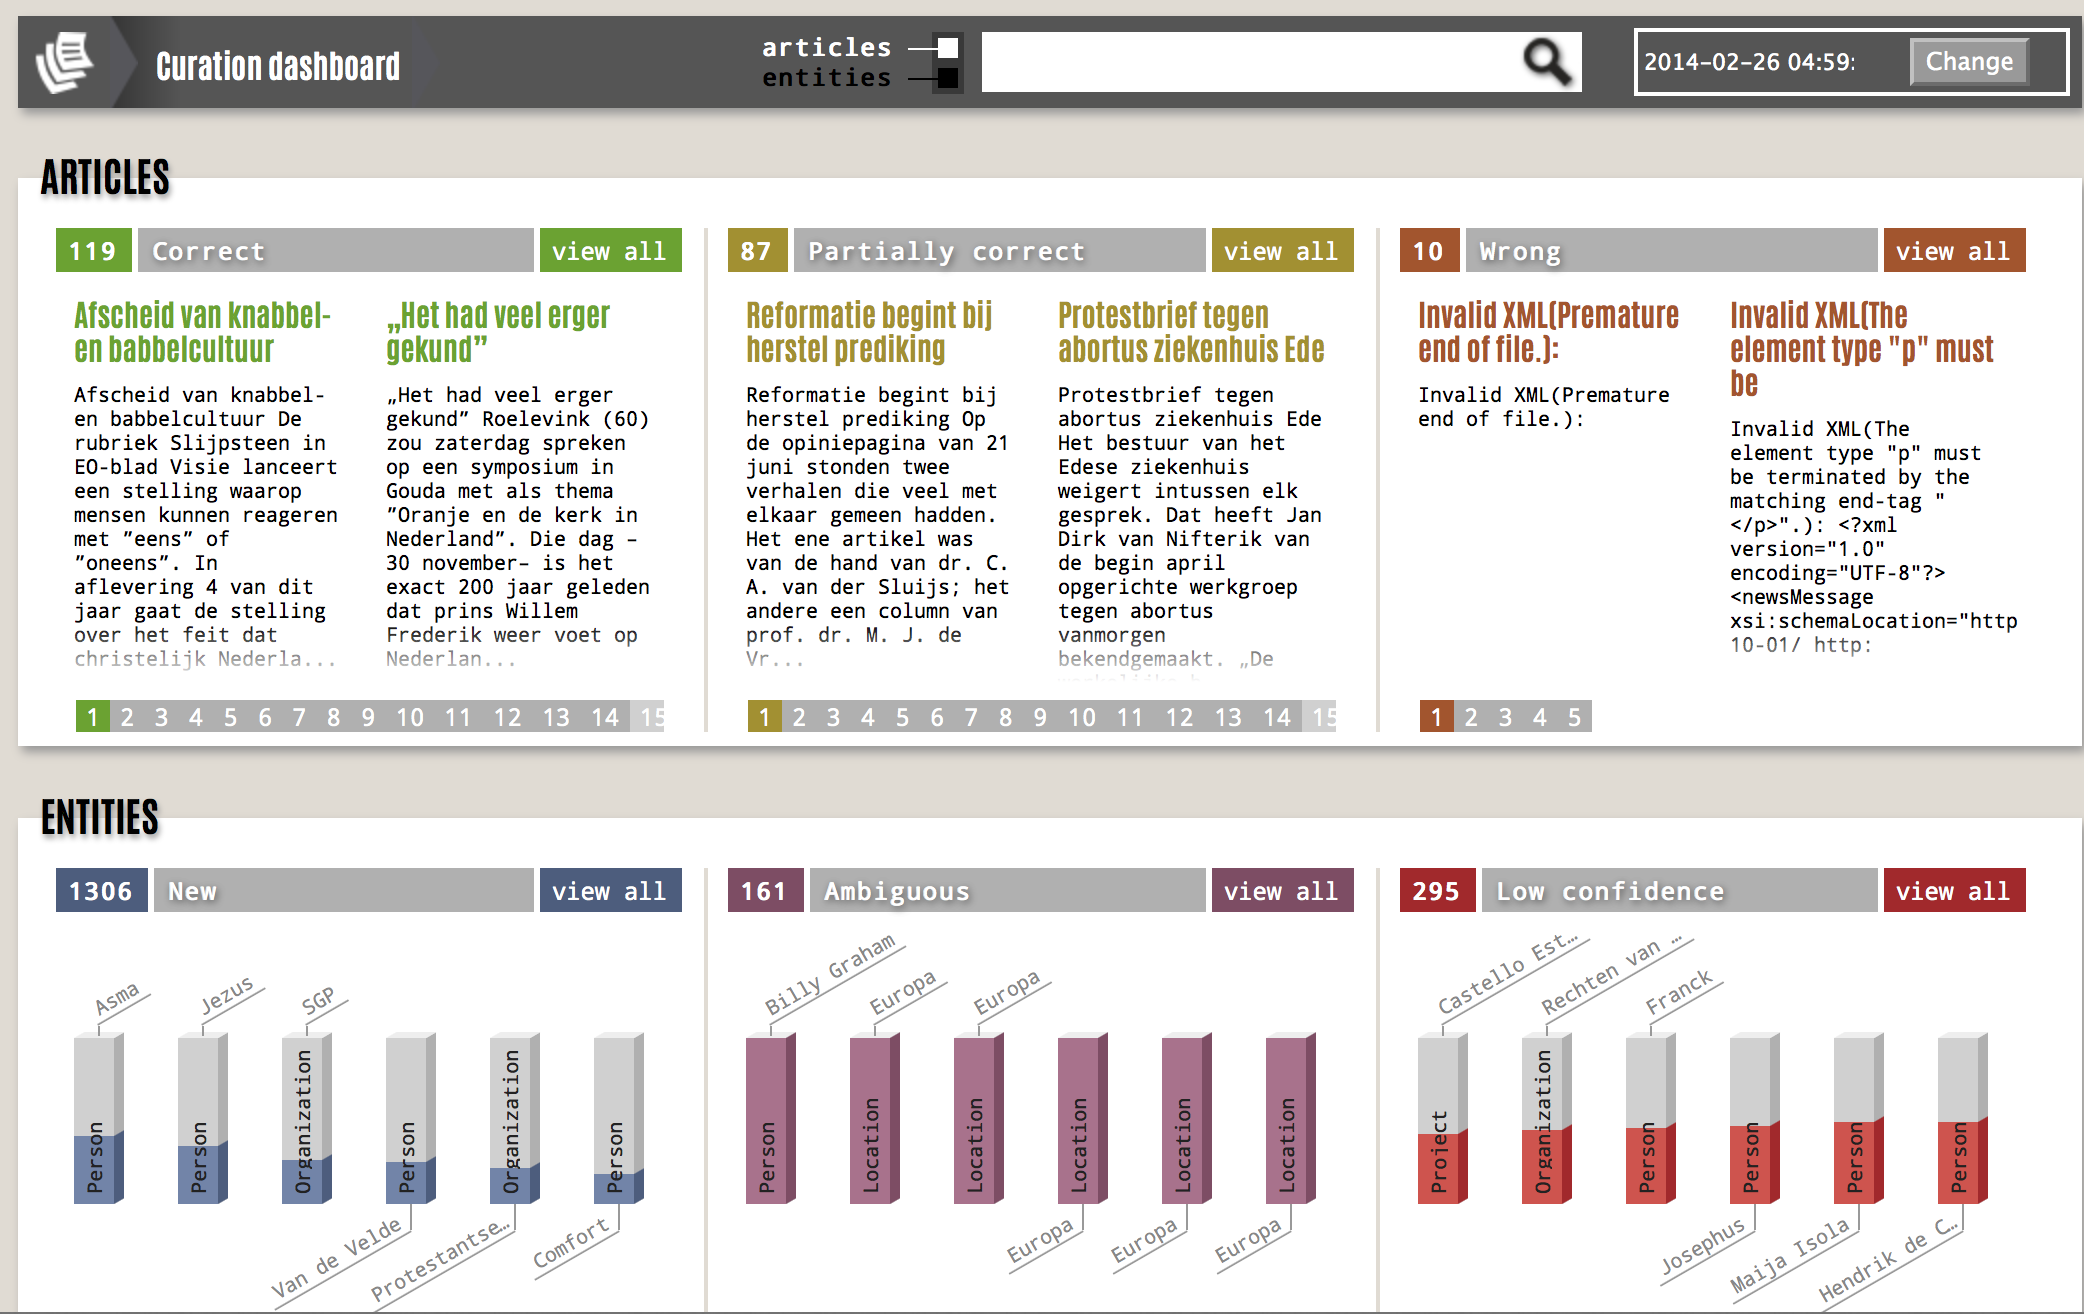 Curation dashboard
articles
entities
2014-02-26 04:59:
Change
ARTICLES
119 Correct view all
Afscheid van knabbel-
en babbelcultuur
Afscheid van knabbel-
en babbelcultuur De
rubriek Slijpsteen in
EO-blad Visie lanceert
een stelling waarop
mensen kunnen reageren
met ”eens” of
”oneens”. In
aflevering 4 van dit
jaar gaat de stelling
over het feit dat
christelijk Nederla...
„Het had veel erger
gekund”
„Het had veel erger
gekund” Roelevink (60)
zou zaterdag spreken
op een symposium in
Gouda met als thema
”Oranje en de kerk in
Nederland”. Die dag –
30 november– is het
exact 200 jaar geleden
dat prins Willem
Frederik weer voet op
Nederlan...
1 2 3 4 5 6 7 8 9 10 11 12 13 14 15
87 Partially correct view all
Reformatie begint bij
herstel prediking
Reformatie begint bij
herstel prediking Op
de opiniepagina van 21
juni stonden twee
verhalen die veel met
elkaar gemeen hadden.
Het ene artikel was
van de hand van dr. C.
A. van der Sluijs; het
andere een column van
prof. dr. M. J. de
Vr...
Protestbrief tegen
abortus ziekenhuis Ede
Protestbrief tegen
abortus ziekenhuis Ede
Het bestuur van het
Edese ziekenhuis
weigert intussen elk
gesprek. Dat heeft Jan
Dirk van Nifterik van
de begin april
opgerichte werkgroep
tegen abortus
vanmorgen
bekendgemaakt. „De
1 2 3 4 5 6 7 8 9 10 11 12 13 14 15
10 Wrong view all
Invalid XML(Premature
end of file.):
Invalid XML(Premature
end of file.):
Invalid XML(The
element type "p" must
be
Invalid XML(The
element type "p" must
be terminated by the
matching end-tag "
</p>".): <?xml
version="1.0"
encoding="UTF-8"?>
<newsMessage
xsi:schemaLocation="http
10-01/ http:
1 2 3 4 5
ENTITIES
1306 New view all
Asma
Jezus
SGP
Person
Person
Organization
Person
Organization
Person
Van de Velde
Protestantse…
Comfort
161 Ambiguous view all
Billy Graham
Europa
Europa
Person
Location
Location
Location
Location
Location
Europa
Europa
Europa
295 Low confidence view all
Castello Est…
Rechten van …
Franck
Project
Organization
Person
Person
Person
Person
Josephus
Maija Isola
Hendrik de C…